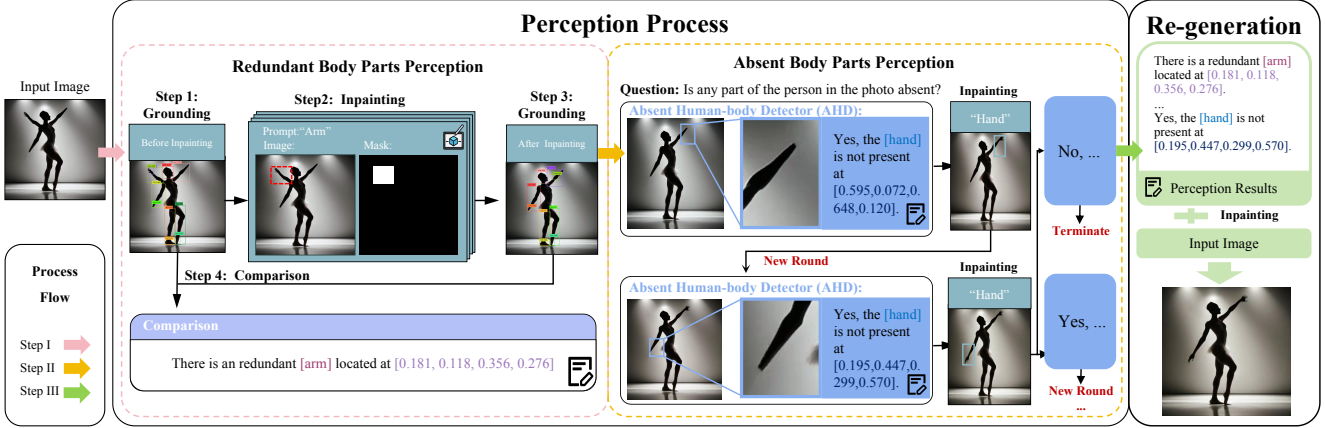 Perception Process
Re-generation
Input Image
Redundant Body Parts Perception
Step 1:
Grounding
Before Inpainting
Step2: Inpainting
Prompt:“Arm”
Image:
Mask:
Step 3:
Grounding
After Inpainting
Step 4: Comparison
Comparison
There is an redundant [arm] located at [0.181, 0.118, 0.356, 0.276]
Process
Flow
Step I
Step II
Step III
Absent Body Parts Perception
Question: Is any part of the person in the photo absent?
Absent Human-body Detector (AHD):
Yes, the [hand]
is not present
at
[0.595,0.072,0.
648,0.120].
Inpainting
“Hand”
No, ...
Terminate
New Round
Absent Human-body Detector (AHD):
Yes, the [hand]
is not present
at
[0.195,0.447,0.
299,0.570].
Inpainting
“Hand”
Yes, ...
New Round
...
There is a redundant [arm]
located at [0.181, 0.118,
0.356, 0.276].
...
Yes, the [hand] is not
present at
[0.195,0.447,0.299,0.570].
Perception Results
Inpainting
Input Image